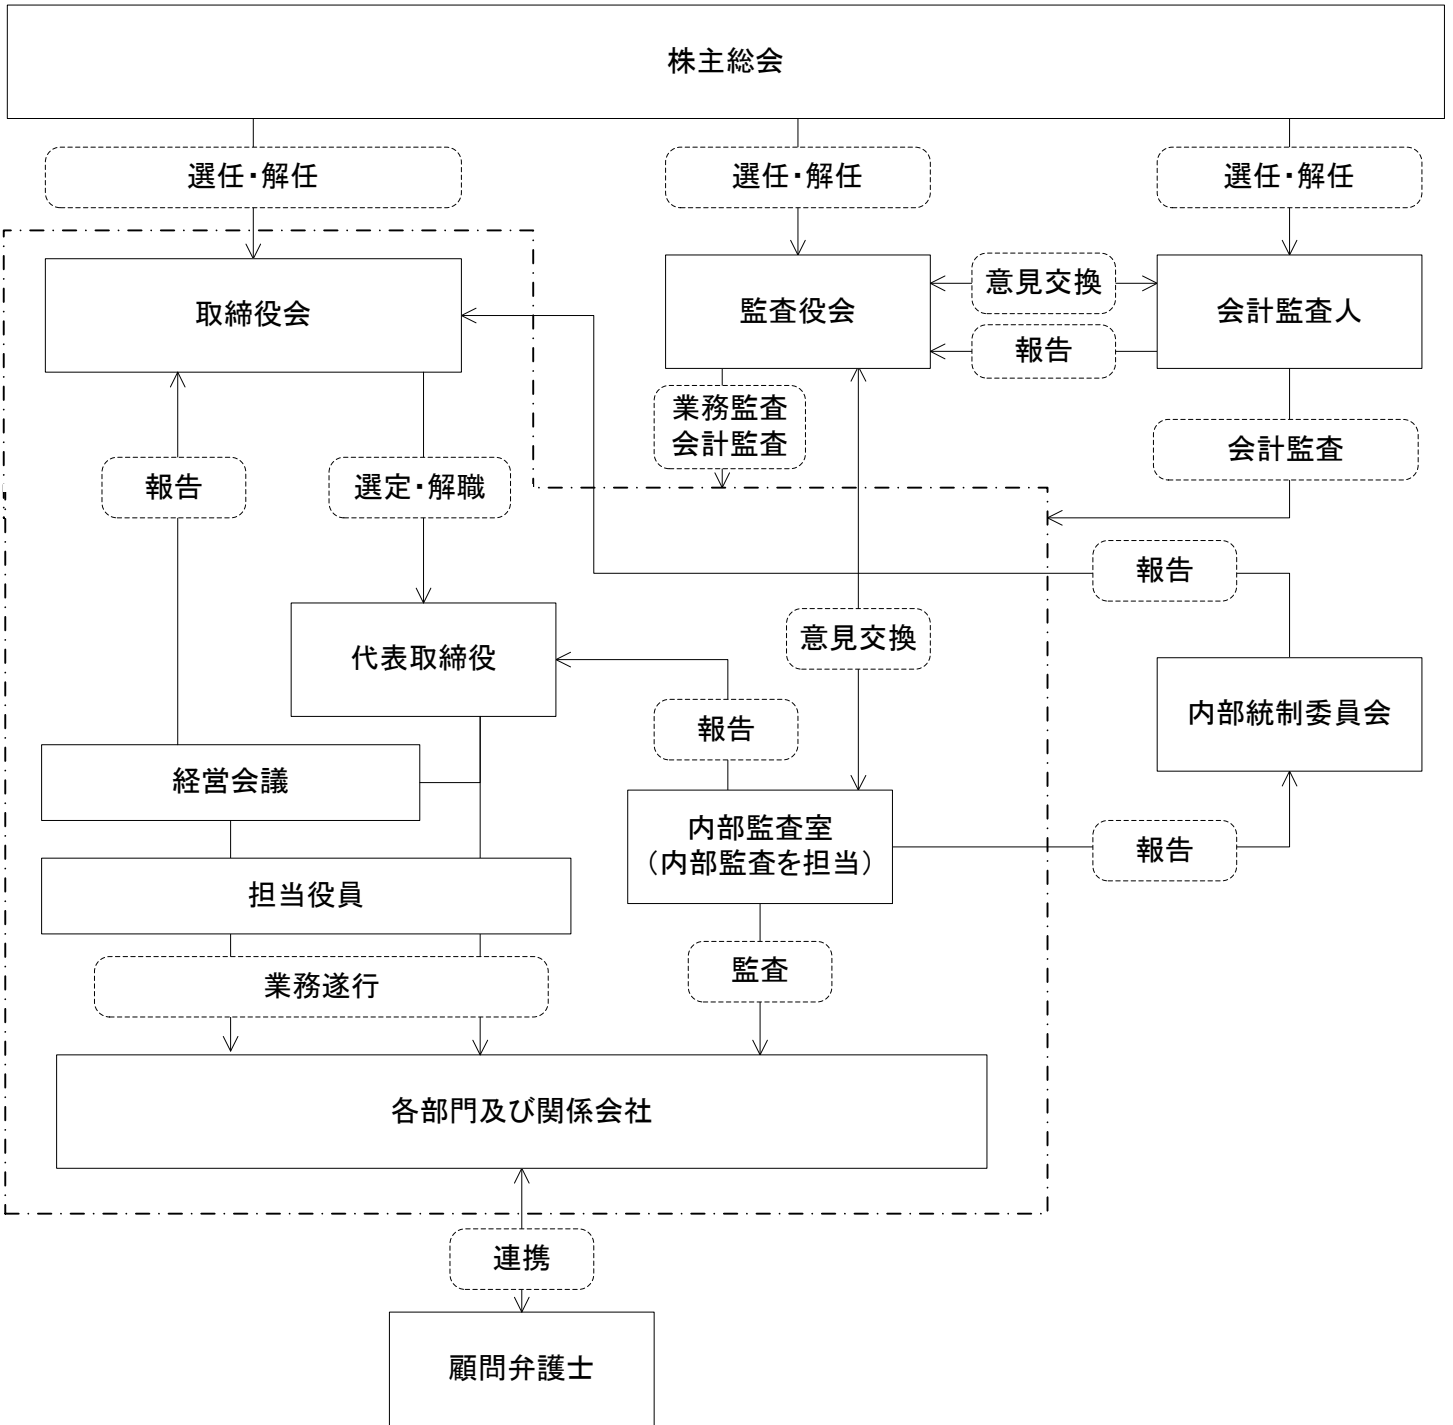 株主総会
選任・解任
選任・解任
選任・解任
取締役会
監査役会
意見交換
会計監査人
報告
業務監査
会計監査
会計監査
報告
選定・解職
報告
代表取締役
意見交換
報告
内部統制委員会
経営会議
内部監査室
（内部監査を担当）
報告
担当役員
監査
業務遂行
各部門及び関係会社
連携
顧問弁護士